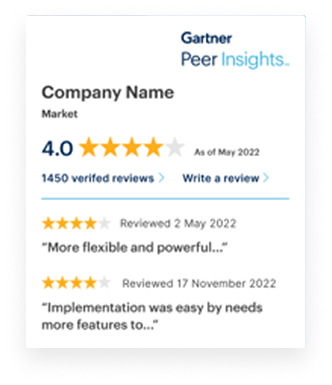 Gartner
Peer Insights™
Company Name
Market
4.0 As of May 2022
1450 verifed reviews Write a review
Reviewed 2 May 2022
“More flexible and powerful...”
Reviewed 17 November 2022
“Implementation was easy by needs
more features to...”